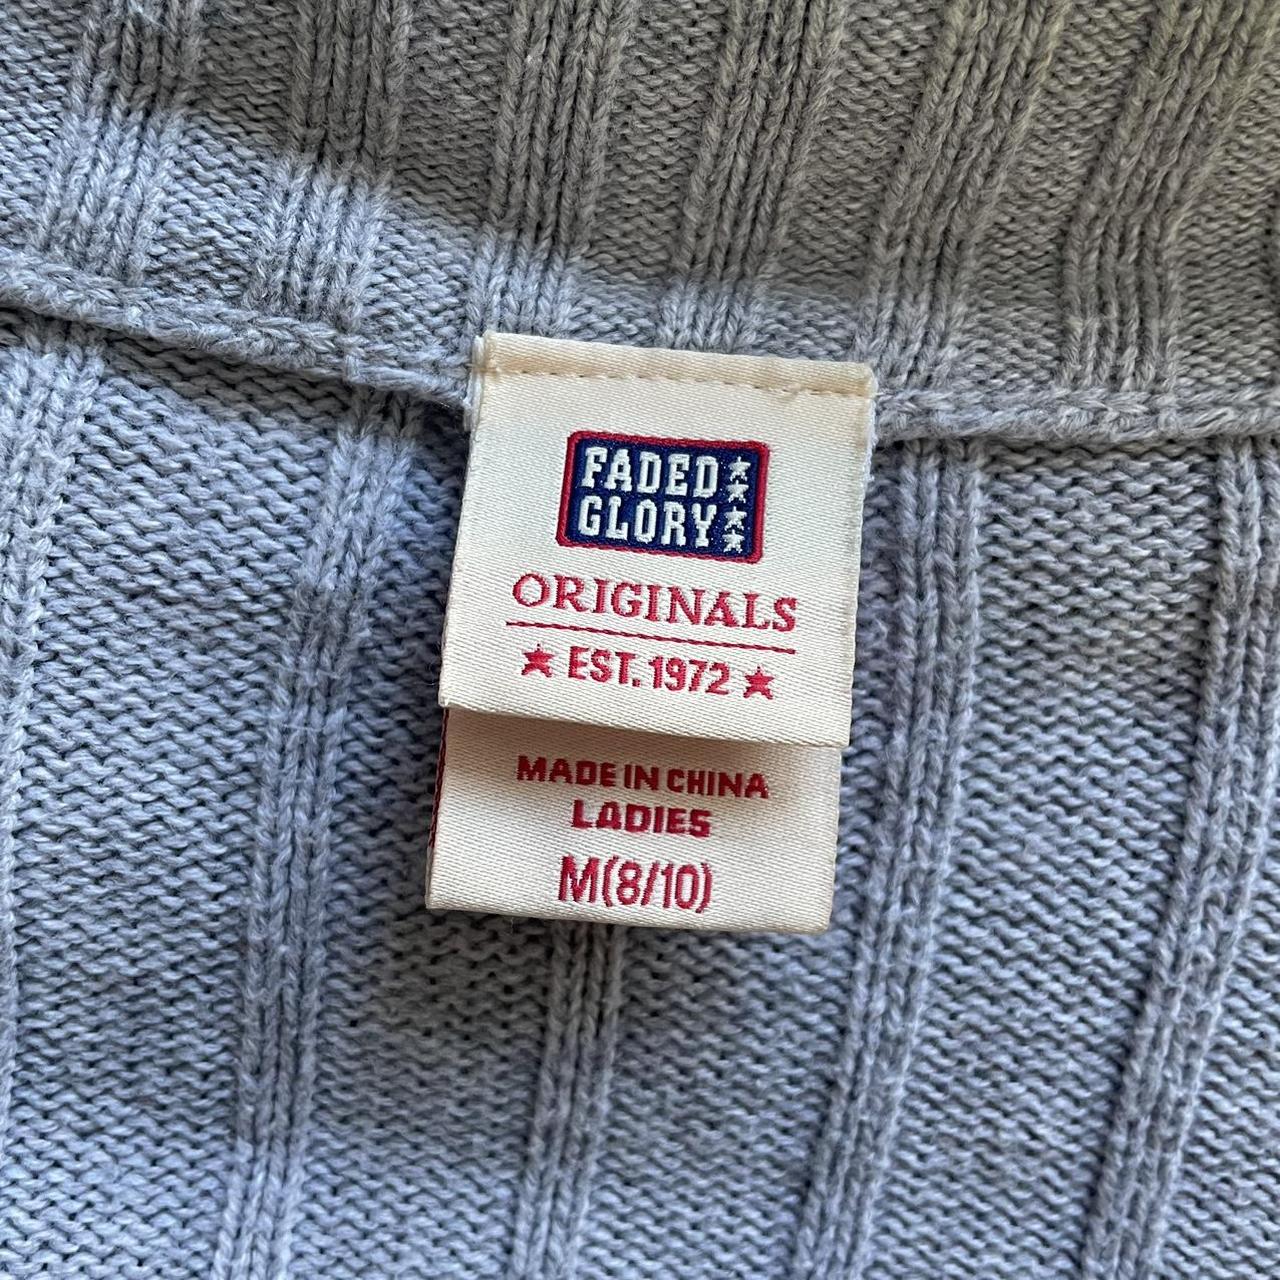 FADED
GLORY
ORIGINALS
EST. 1972
MADE IN CHINA
LADIES
M(8/10)